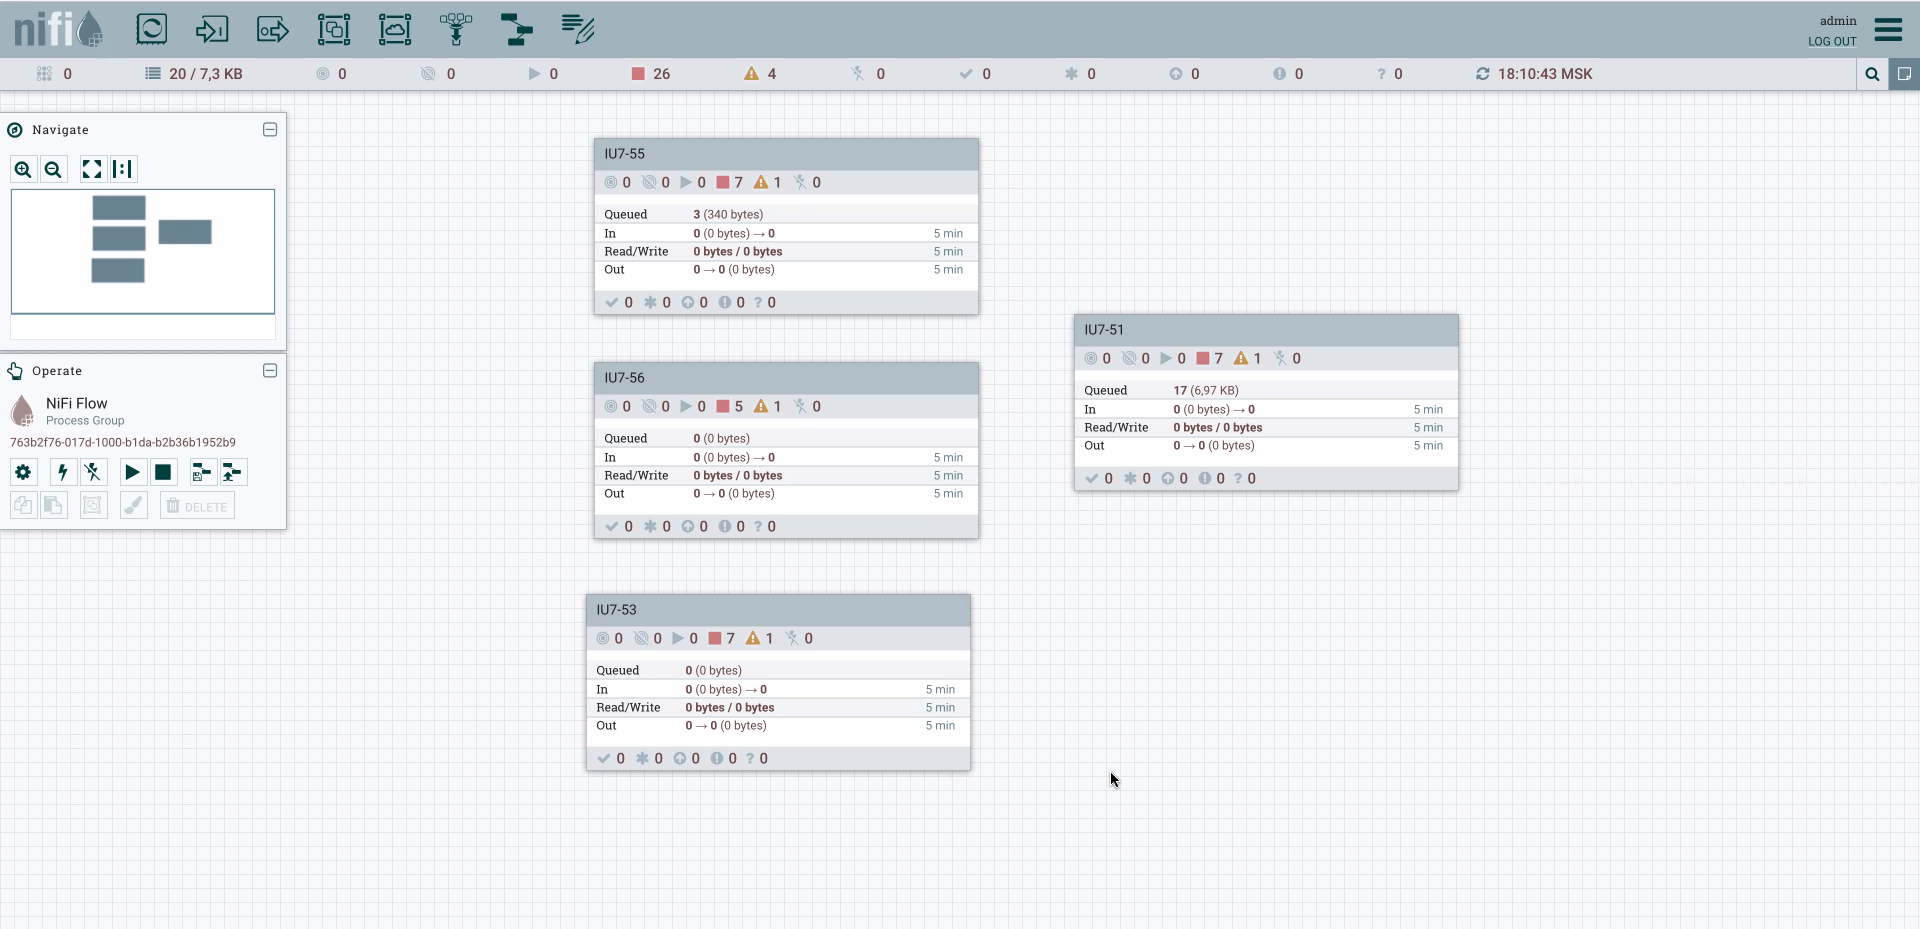 nifi
admin
LOG OUT
0 20 / 7,3 KB 0 0 0 26 4 0 0 0 0 0 ? 0 18:10:43 MSK
Navigate
Operate
NiFi Flow
Process Group
763b2f76-017d-1000-b1da-b2b36b1952b9
DELETE
IU7-55
0 0 0 7 1 0
Queued 3 (340 bytes)
In 0 (0 bytes) → 0 5 min
Read/Write 0 bytes / 0 bytes 5 min
Out 0 → 0 (0 bytes) 5 min
0 0 0 0 ? 0
IU7-56
0 0 0 5 1 0
Queued 0 (0 bytes)
In 0 (0 bytes) → 0 5 min
Read/Write 0 bytes / 0 bytes 5 min
Out 0 → 0 (0 bytes) 5 min
0 0 0 0 ? 0
IU7-53
0 0 0 7 1 0
Queued 0 (0 bytes)
In 0 (0 bytes) → 0 5 min
Read/Write 0 bytes / 0 bytes 5 min
Out 0 → 0 (0 bytes) 5 min
0 0 0 0 ? 0
IU7-51
0 0 0 7 1 0
Queued 17 (6,97 KB)
In 0 (0 bytes) → 0 5 min
Read/Write 0 bytes / 0 bytes 5 min
Out 0 → 0 (0 bytes) 5 min
0 0 0 0 ? 0